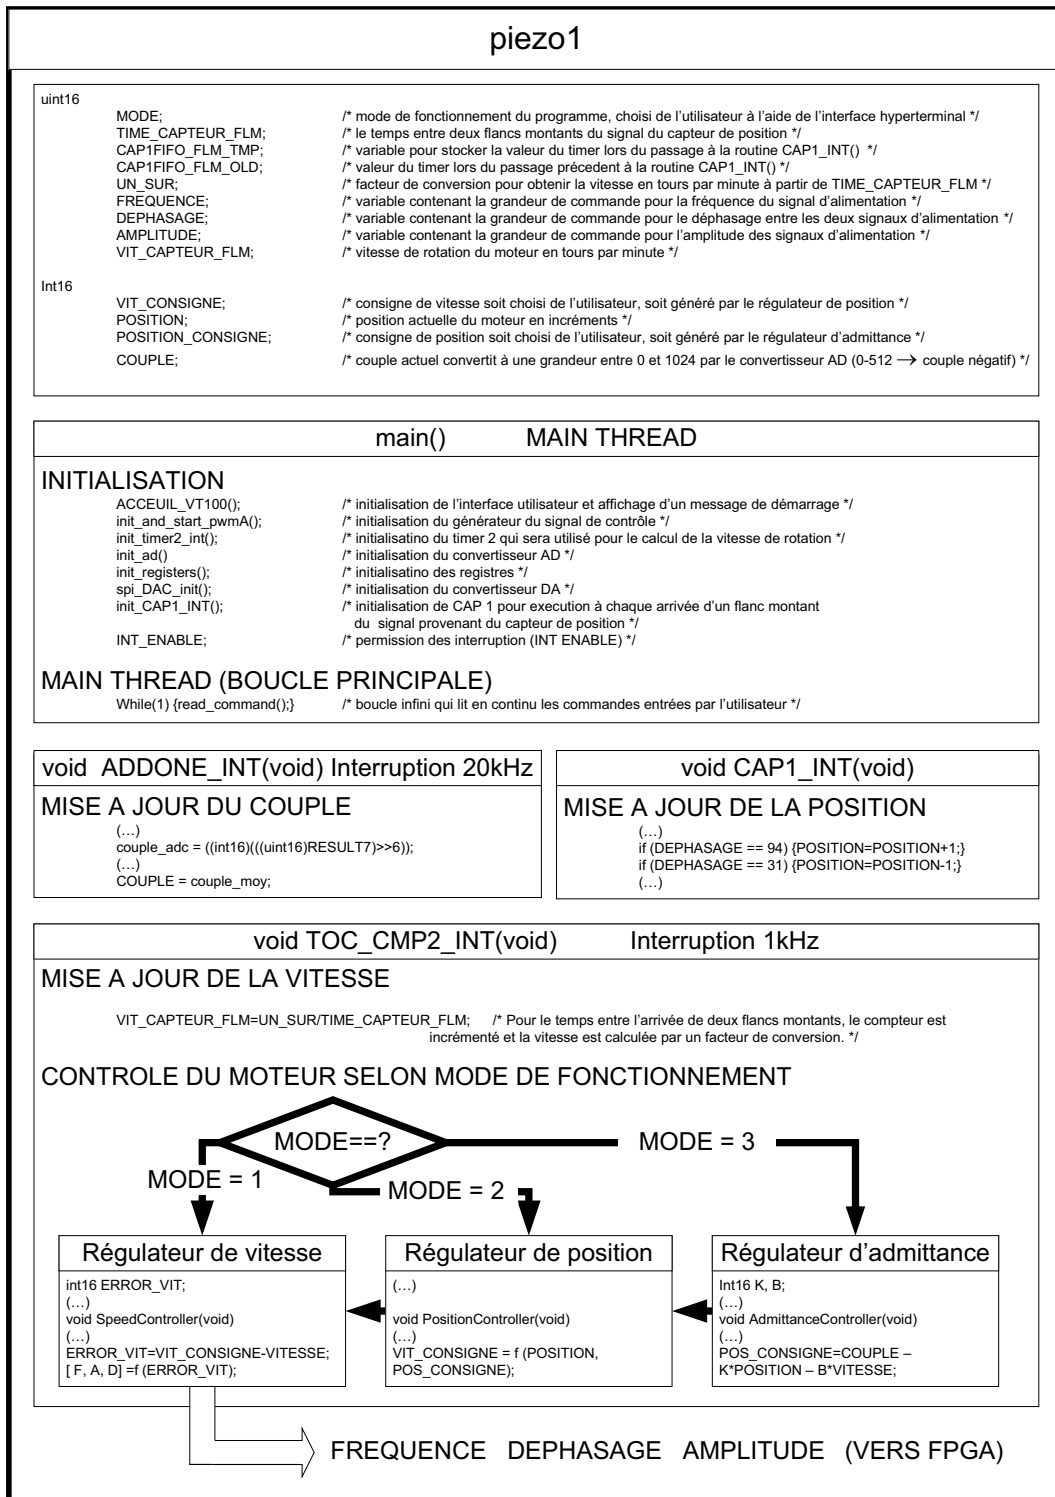 piezo1
uint16
MODE; /* mode de fonctionnement du programme, choisi de l'utilisateur à l'aide de l'interface hyperterminal */
TIME_CAPTEUR_FLM; /* le temps entre deux flancs montants du signal du capteur de position */
CAP1FIFO_FLM_TMP; /* variable pour stocker la valeur du timer lors du passage à la routine CAP1_INT() */
CAP1FIFO_FLM_OLD; /* valeur du timer lors du passage précedent à la routine CAP1_INT() */
UN_SUR; /* facteur de conversion pour obtenir la vitesse en tours par minute à partir de TIME_CAPTEUR_FLM */
FREQUENCE; /* variable contenant la grandeur de commande pour la fréquence du signal d'alimentation */
DEPHASAGE; /* variable contenant la grandeur de commande pour le déphasage entre les deux signaux d'alimentation */
AMPLITUDE; /* variable contenant la grandeur de commande pour l'amplitude des signaux d'alimentation */
VIT_CAPTEUR_FLM; /* vitesse de rotation du moteur en tours par minute */
Int16
VIT_CONSIGNE; /* consigne de vitesse soit choisi de l'utilisateur, soit généré par le régulateur de position */
POSITION; /* position actuelle du moteur en incréments */
POSITION_CONSIGNE; /* consigne de position soit choisi de l'utilisateur, soit généré par le régulateur d'admittance */
COUPLE; /* couple actuel convertit à une grandeur entre 0 et 1024 par le convertisseur AD (0-512 → couple négatif) */
main() MAIN THREAD
INITIALISATION
ACCEUIL_VT100(); /* initialisation de l'interface utilisateur et affichage d'un message de démarrage */
init_and_start_pwmA(); /* initialisation du générateur du signal de contrôle */
init_timer2_int(); /* initialisatino du timer 2 qui sera utilisé pour le calcul de la vitesse de rotation */
init_ad() /* initialisation du convertisseur AD */
init_registers(); /* initialisatino des registres */
spi_DAC_init(); /* initialisation du convertisseur DA */
init_CAP1_INT(); /* initialisation de CAP 1 pour execution à chaque arrivée d'un flanc montant
du signal provenant du capteur de position */
INT_ENABLE; /* permission des interruption (INT ENABLE) */
MAIN THREAD (BOUCLE PRINCIPALE)
While(1) {read_command();} /* boucle infini qui lit en continu les commandes entrées par l'utilisateur */
void ADDONE_INT(void) Interruption 20kHz
MISE A JOUR DU COUPLE
(…)
couple_adc = ((int16)(((uint16)RESULT7)>>6));
(…)
COUPLE = couple_moy;
void CAP1_INT(void)
MISE A JOUR DE LA POSITION
(…)
if (DEPHASAGE == 94) {POSITION=POSITION+1;}
if (DEPHASAGE == 31) {POSITION=POSITION-1;}
(…)
void TOC_CMP2_INT(void) Interruption 1kHz
MISE A JOUR DE LA VITESSE
VIT_CAPTEUR_FLM=UN_SUR/TIME_CAPTEUR_FLM; /* Pour le temps entre l'arrivée de deux flancs montants, le compteur est
incrémenté et la vitesse est calculée par un facteur de conversion. */
CONTROLE DU MOTEUR SELON MODE DE FONCTIONNEMENT
MODE==?
MODE = 1
MODE = 2
MODE = 3
Régulateur de vitesse
int16 ERROR_VIT;
(…)
void SpeedController(void)
(…)
ERROR_VIT=VIT_CONSIGNE-VITESSE;
[ F, A, D] =f (ERROR_VIT);
Régulateur de position
(…)
void PositionController(void)
(…)
VIT_CONSIGNE = f (POSITION,
POS_CONSIGNE);
Régulateur d'admittance
Int16 K, B;
(…)
void AdmittanceController(void)
(…)
POS_CONSIGNE=COUPLE –
K*POSITION – B*VITESSE;
FREQUENCE DEPHASAGE AMPLITUDE (VERS FPGA)